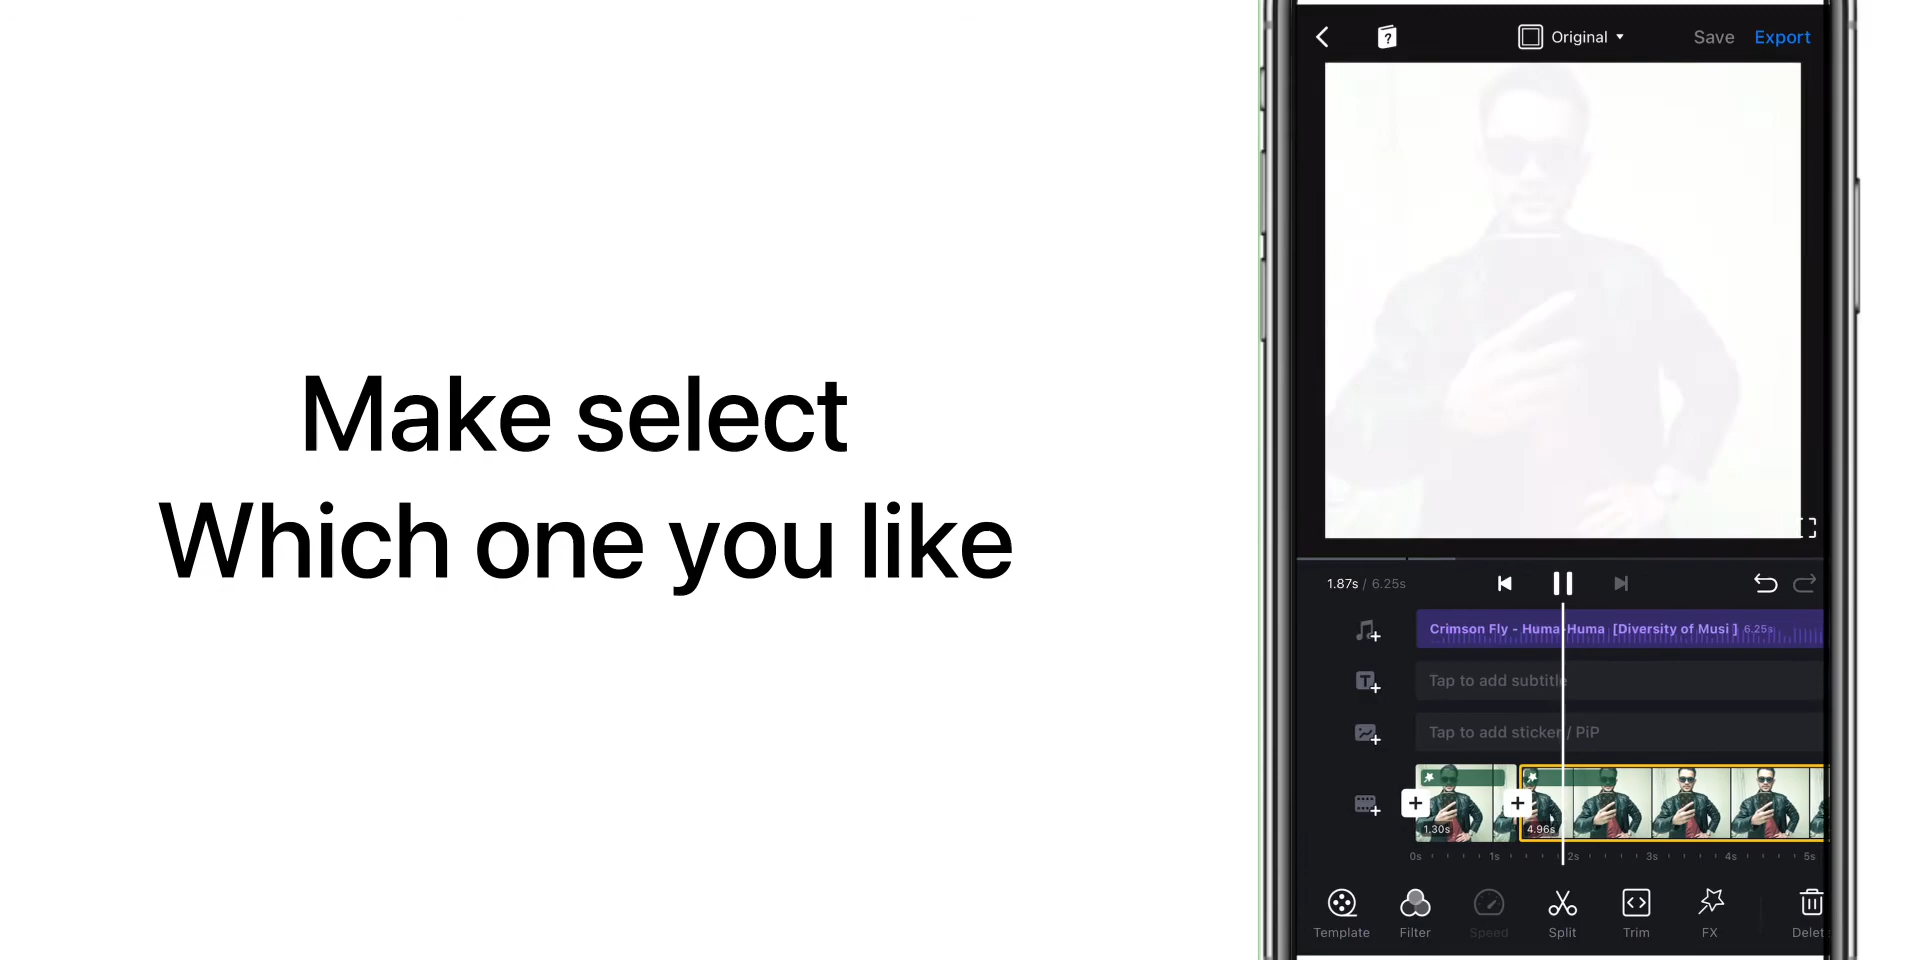 Make select
Which one you like
Original
Save
Export
1.87s / 6.25s
Crimson Fly - Huma-Huma [Diversity of Musi ] 6.25s
Tap to add subtitle
Tap to add sticker / PiP
1.30s
4.96s
0s
1s
2s
3s
4s
5s
Template
Filter
Speed
Split
Trim
FX
Delet